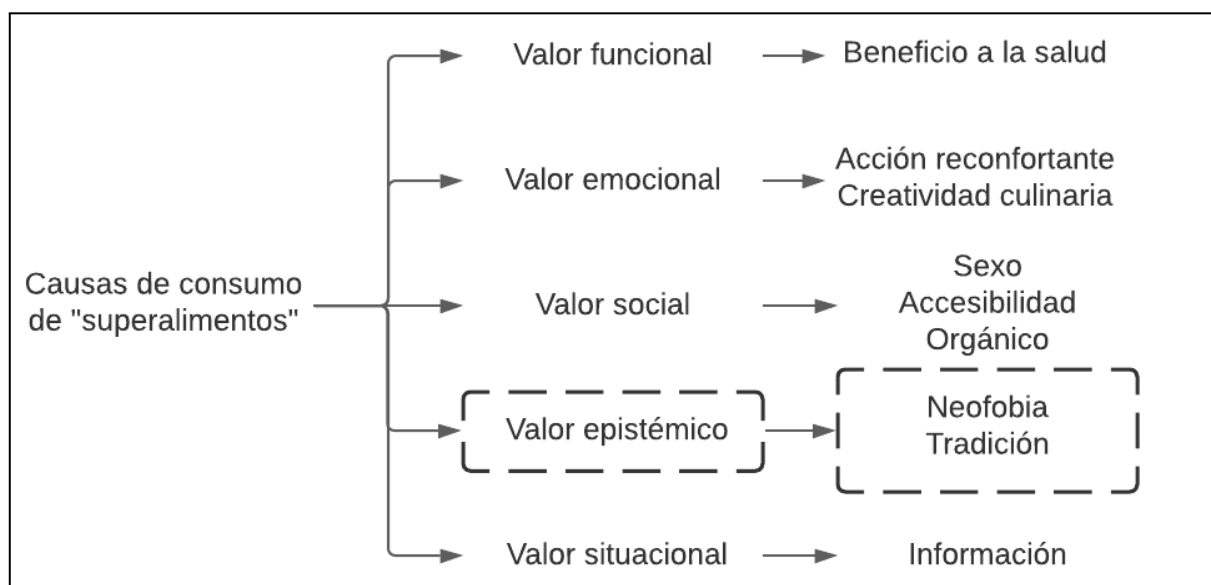 Valor funcional
Beneficio a la salud
Valor emocional
Acción reconfortante
Creatividad culinaria
Causas de consumo
de "superalimentos"
Valor social
Sexo
Accesibilidad
Orgánico
Valor epistémico
Neofobia
Tradición
Valor situacional
Información